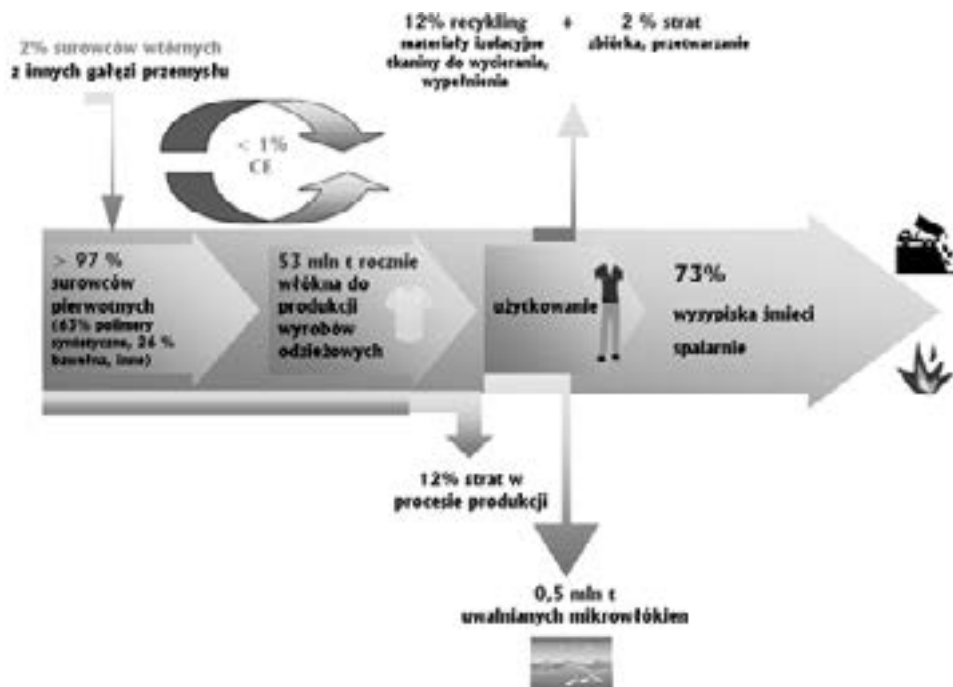 2% surowców wtórnych
z innych gałęzi przemysłu
12% recykling + 2 % strat
materiały izolacyjne zbiórka, przetwarzanie
tkaniny do wycierania,
wypełnienie
< 1%
CE
> 97 %
surowców
pierwotnych
(63% polimery
syntetyczne, 26 %
bawełna, inne)
53 mln t rocznie
włókna do
produkcji
wyrobów
odzieżowych
użytkowanie
73%
wysypiska śmieci
spalarnie
12% strat w
procesie produkcji
0,5 mln t
uwalnianych mikrowłókien